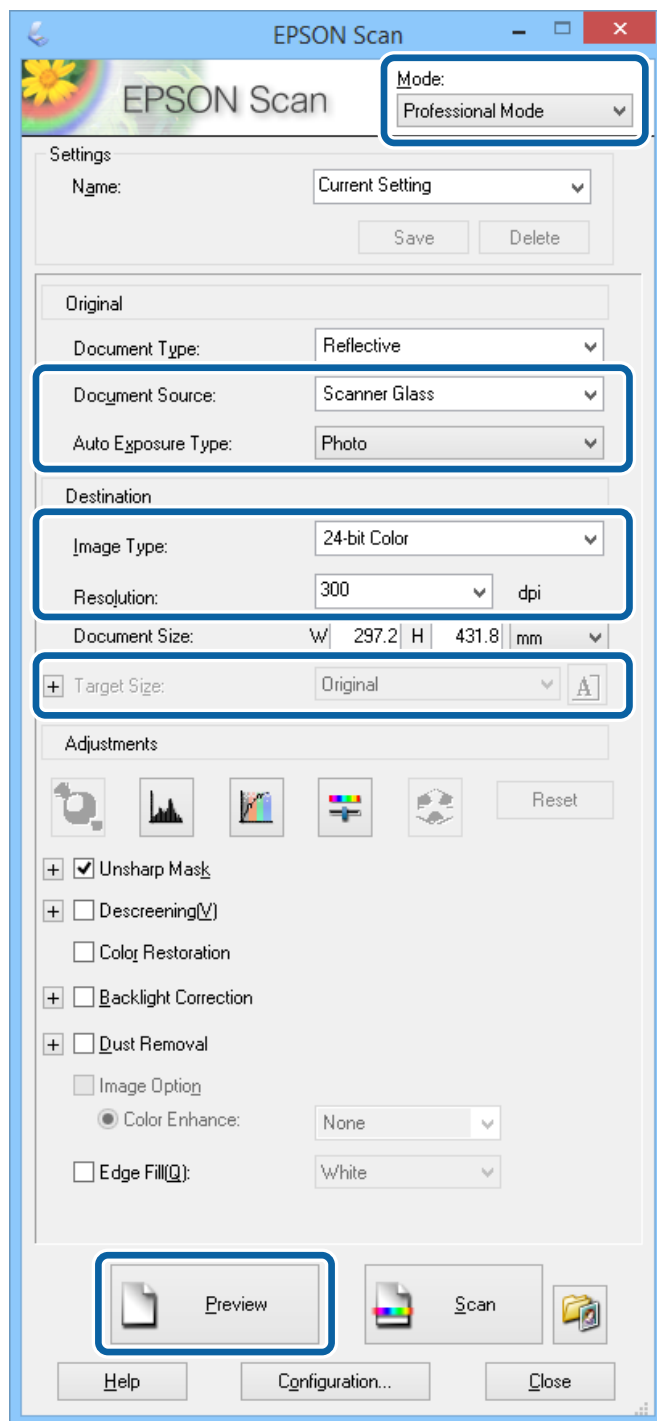 EPSON Scan
EPSON Scan
Mode:
Professional Mode
Settings
Name: Current Setting
Save Delete
Original
Document Type: Reflective
Document Source: Scanner Glass
Auto Exposure Type: Photo
Destination
Image Type: 24-bit Color
Resolution: 300 dpi
Document Size: W 297.2 H 431.8 mm
+ Target Size: Original A
Adjustments
Reset
+ Unsharp Mask
+ Descreening(V)
Color Restoration
+ Backlight Correction
+ Dust Removal
Image Option
Color Enhance: None
Edge Fill(Q): White
Preview Scan
Help Configuration... Close